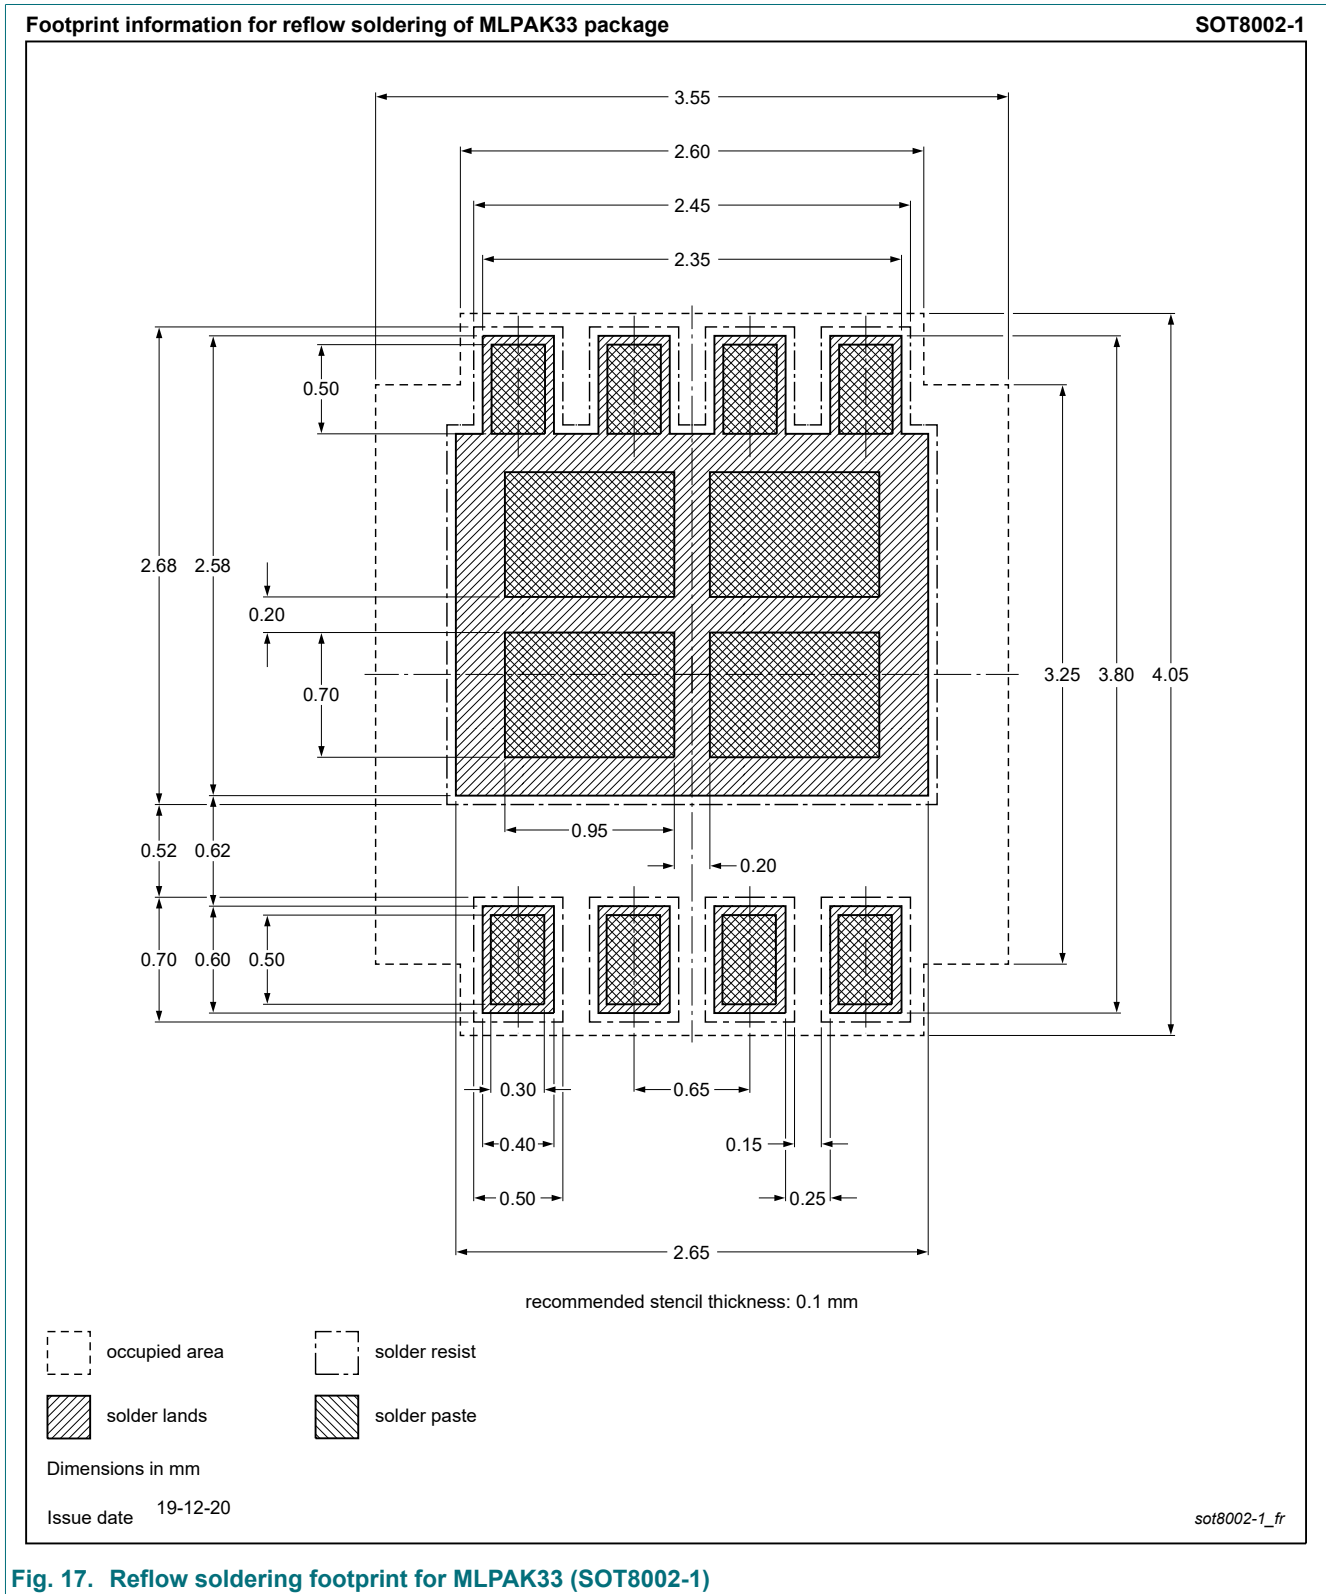 Footprint information for reflow soldering of MLPAK33 package SOT8002-1
3.55
2.60
2.45
2.35
0.50
2.68 2.58
0.20
0.70
3.25 3.80 4.05
0.95
0.52 0.62
0.20
0.70 0.60 0.50
0.30 0.65
0.40 0.15
0.50 0.25
2.65
recommended stencil thickness: 0.1 mm
occupied area solder resist
solder lands solder paste
Dimensions in mm
Issue date 19-12-20
sot8002-1_fr
Fig. 17. Reflow soldering footprint for MLPAK33 (SOT8002-1)